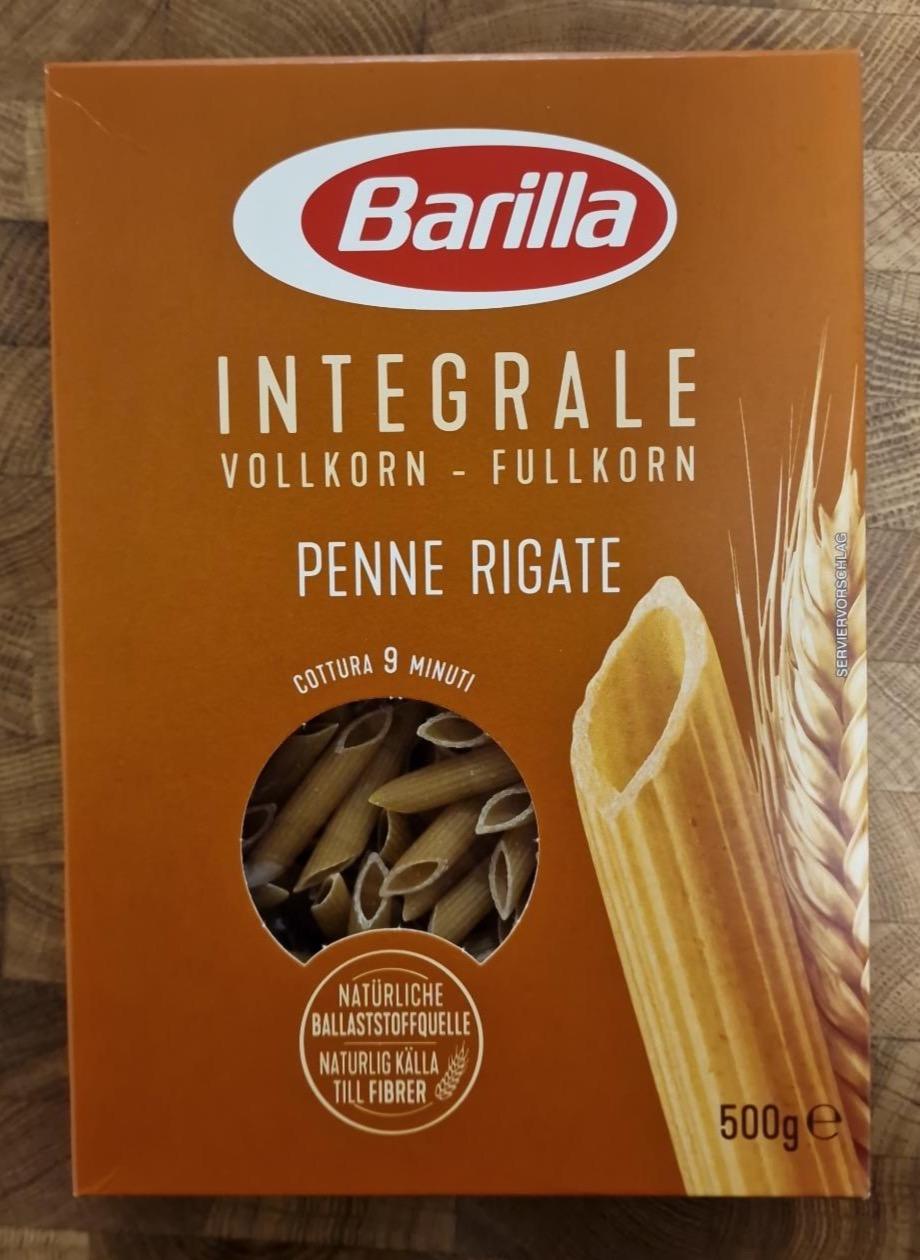 Barilla
INTEGRALE
VOLLKORN - FULLKORN
PENNE RIGATE
COTTURA 9 MINUTI
SERVIERVORSCHLAG
NATÜRLICHE
BALLASTSTOFFQUELLE
NATURLIG KÄLLA
TILL FIBRER
500g ℮